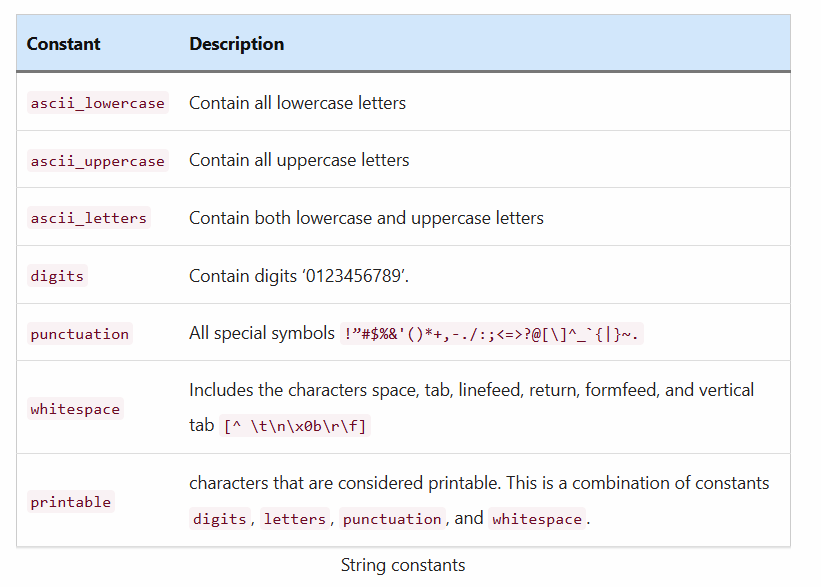 Constant Description
ascii_lowercase Contain all lowercase letters
ascii_uppercase Contain all uppercase letters
ascii_letters Contain both lowercase and uppercase letters
digits Contain digits ‘0123456789’.
punctuation All special symbols !”#$%&'()*+,-./:;<=>?@[\]^_`{|}~.
whitespace Includes the characters space, tab, linefeed, return, formfeed, and vertical
tab [^ \t\n\x0b\r\f]
printable characters that are considered printable. This is a combination of constants
digits, letters, punctuation, and whitespace.
String constants